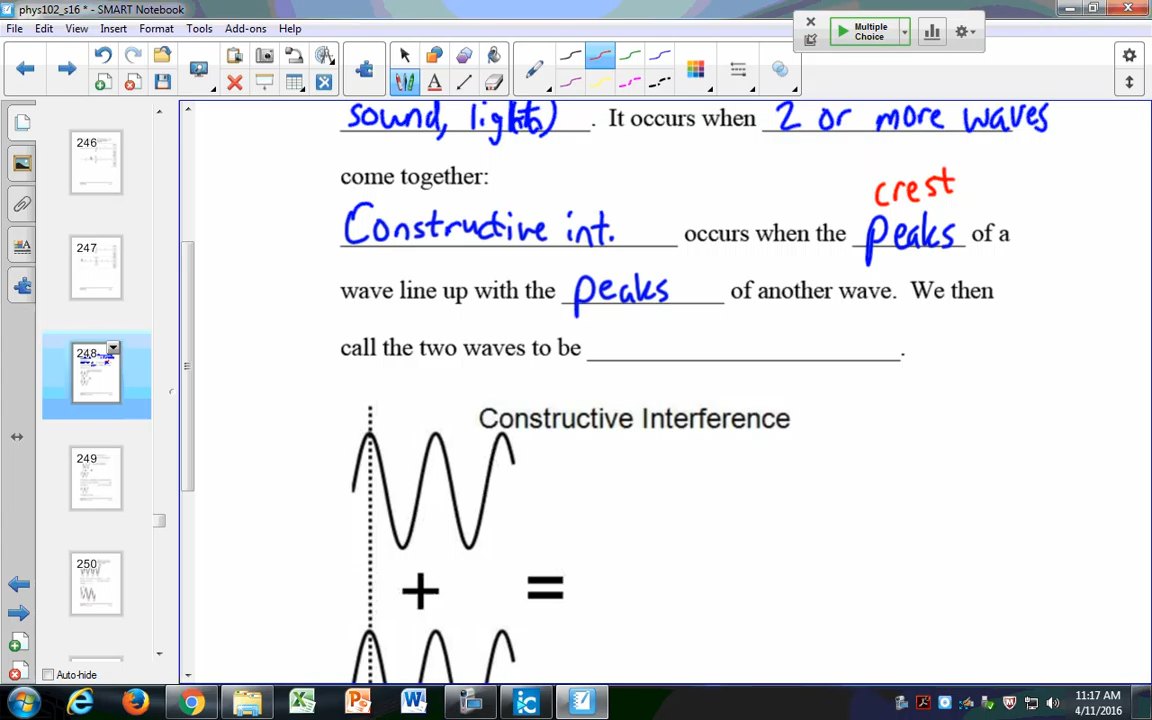 phys102_s16 * - SMART Notebook
File Edit View Insert Format Tools Add-ons Help
Multiple Choice
246
247
248
249
250
Auto-hide
sound, light) . It occurs when 2 or more waves
come together:
crest
Constructive int. occurs when the peaks of a
wave line up with the peaks of another wave. We then
call the two waves to be ____________.
Constructive Interference
+ =
11:17 AM
4/11/2016